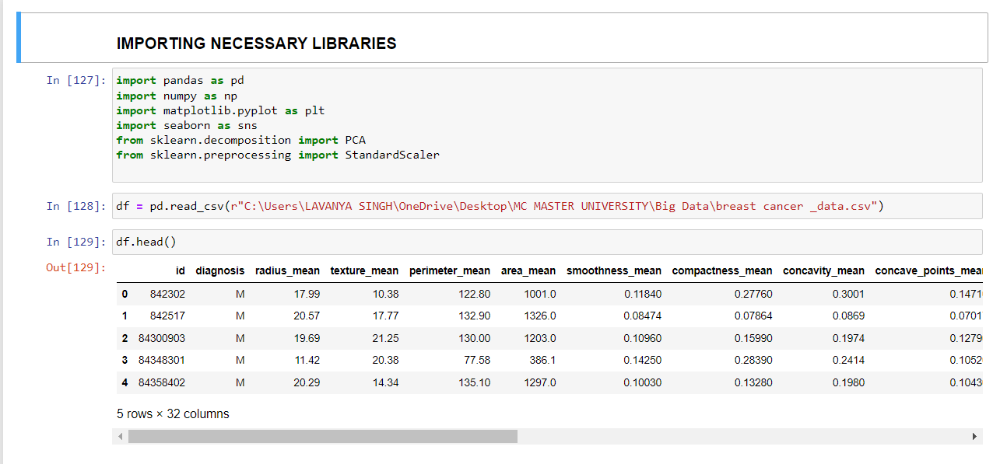 IMPORTING NECESSARY LIBRARIES
In [127]: import pandas as pd
import numpy as np
import matplotlib.pyplot as plt
import seaborn as sns
from sklearn.decomposition import PCA
from sklearn.preprocessing import StandardScaler
In [128]: df = pd.read_csv(r"C:\Users\LAVANYA SINGH\OneDrive\Desktop\MC MASTER UNIVERSITY\Big Data\breast cancer _data.csv")
In [129]: df.head()
Out[129]:
id diagnosis radius_mean texture_mean perimeter_mean area_mean smoothness_mean compactness_mean concavity_mean concave_points_mea
0 842302 M 17.99 10.38 122.80 1001.0 0.11840 0.27760 0.3001 0.1471
1 842517 M 20.57 17.77 132.90 1326.0 0.08474 0.07864 0.0869 0.0701
2 84300903 M 19.69 21.25 130.00 1203.0 0.10960 0.15990 0.1974 0.1279
3 84348301 M 11.42 20.38 77.58 386.1 0.14250 0.28390 0.2414 0.1052
4 84358402 M 20.29 14.34 135.10 1297.0 0.10030 0.13280 0.1980 0.1043
5 rows × 32 columns